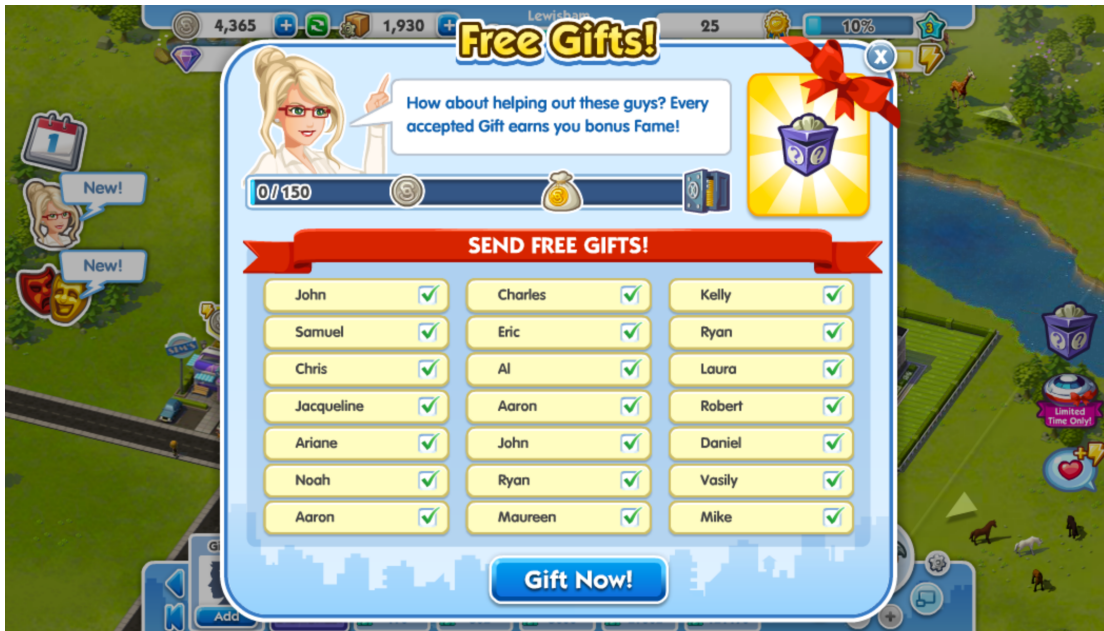 Lewisham
4,365
1,930
25
10%
3
Free Gifts!
X
How about helping out these guys? Every
accepted Gift earns you bonus Fame!
1
New!
0/150
New!
SEND FREE GIFTS!
John
Charles
Kelly
Samuel
Eric
Ryan
Chris
Al
Laura
Jacqueline
Aaron
Robert
Ariane
John
Daniel
Noah
Ryan
Vasily
Aaron
Maureen
Mike
Limited
Time Only!
Gift Now!
Add